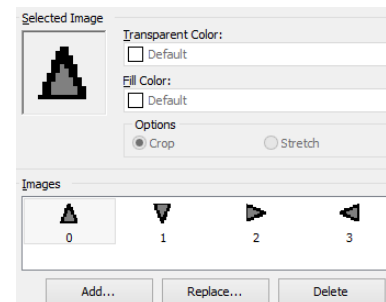 Selected Image
Transparent Color:
Default
Fill Color:
Default
Options
Crop Stretch
Images
0 1 2 3
Add... Replace... Delete